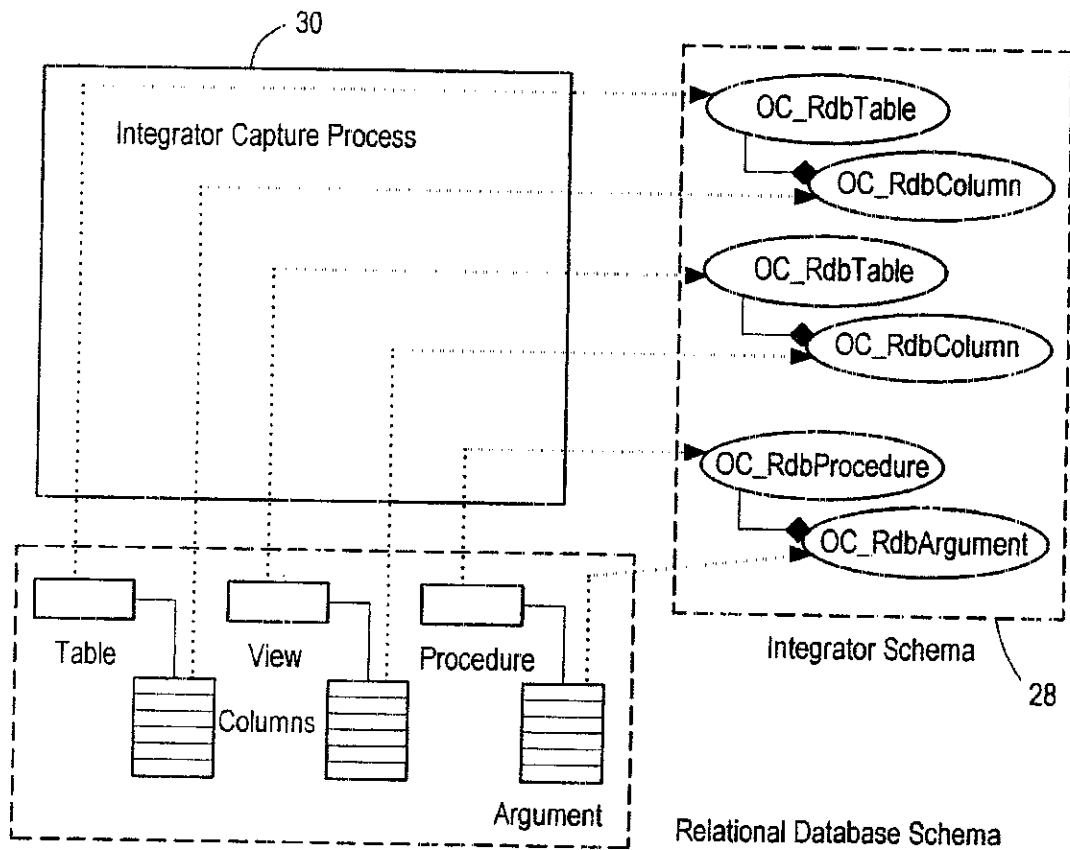 30
Integrator Capture Process
OC_RdbTable
OC_RdbColumn
OC_RdbTable
OC_RdbColumn
OC_RdbProcedure
OC_RdbArgument
Integrator Schema
28
Table
View
Procedure
Columns
Argument
Relational Database Schema